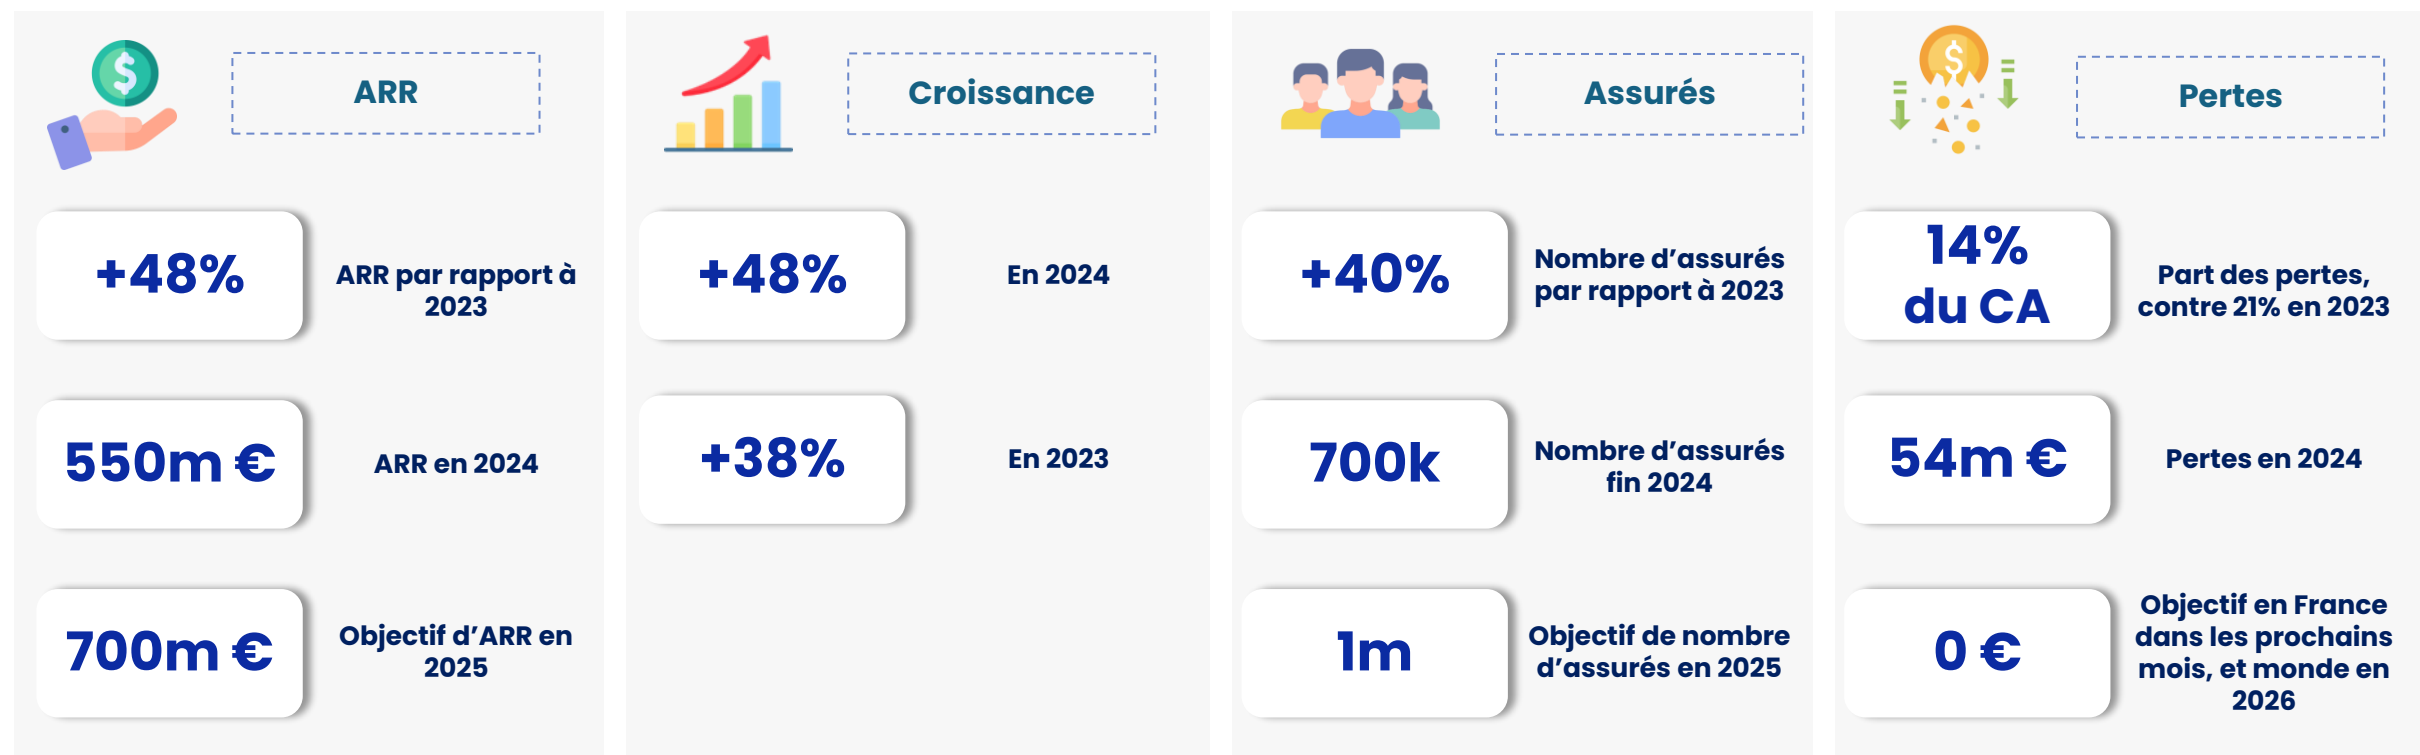 ARR
+48%
ARR par rapport à
2023
550m €
ARR en 2024
700m €
Objectif d’ARR en
2025
Croissance
+48%
En 2024
+38%
En 2023
Assurés
+40%
Nombre d’assurés
par rapport à 2023
700k
Nombre d’assurés
fin 2024
1m
Objectif de nombre
d’assurés en 2025
Pertes
14%
du CA
Part des pertes,
contre 21% en 2023
54m €
Pertes en 2024
0 €
Objectif en France
dans les prochains
mois, et monde en
2026